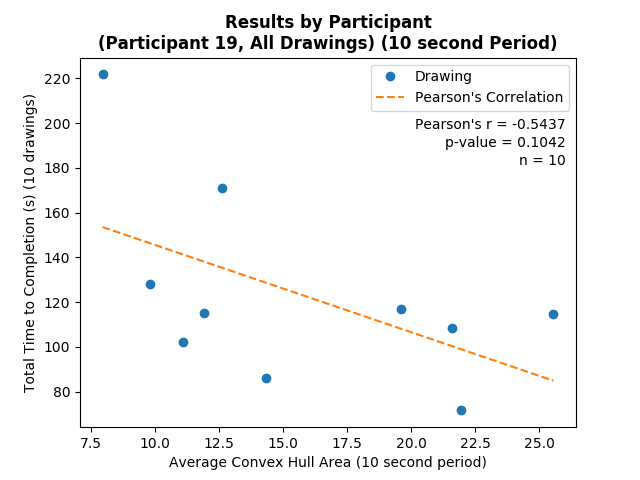 Results by Participant
(Participant 19, All Drawings) (10 second Period)
Drawing
Pearson's Correlation
Pearson's r = -0.5437
p-value = 0.1042
n = 10
Total Time to Completion (s) (10 drawings)
220
200
180
160
140
120
100
80
7.5 10.0 12.5 15.0 17.5 20.0 22.5 25.0
Average Convex Hull Area (10 second period)